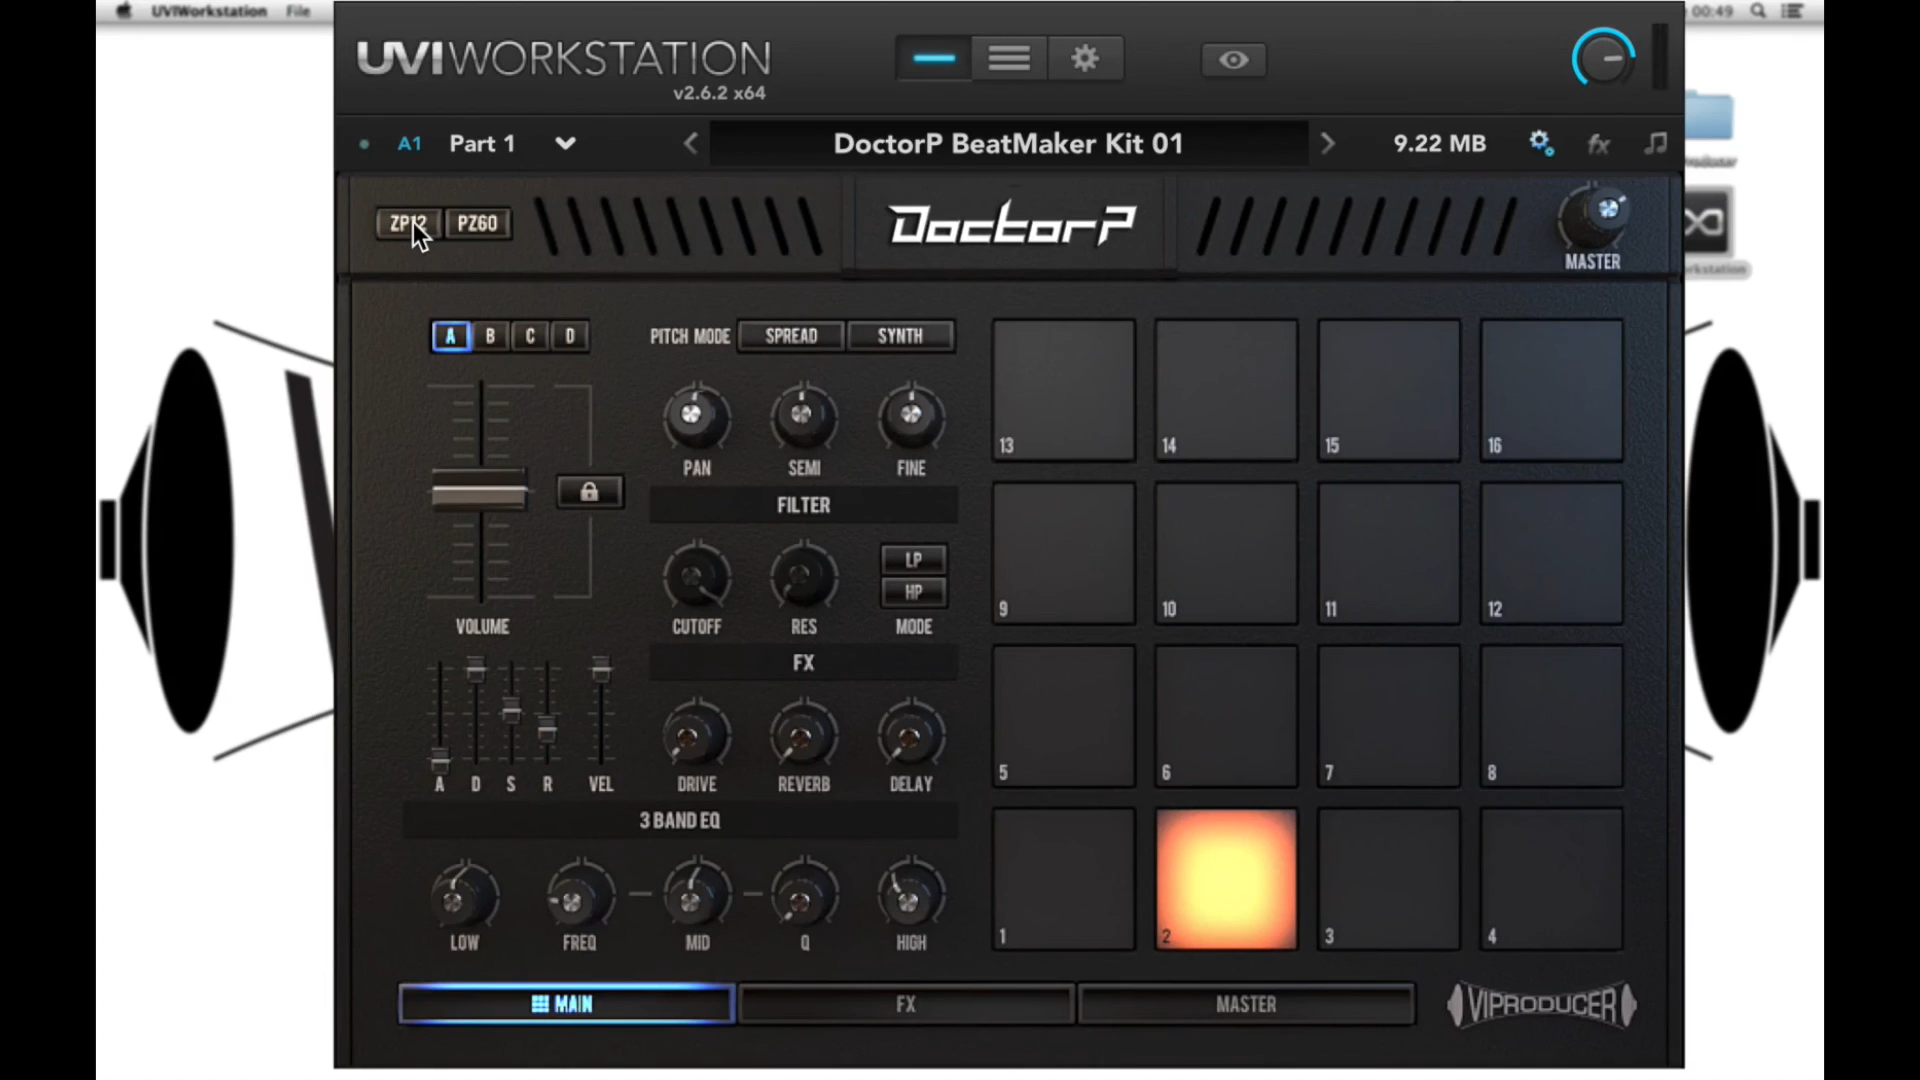 UVIWorkstation File
00:49
UVIWORKSTATION
v2.6.2 x64
A1 Part 1
DoctorP BeatMaker Kit 01
9.22 MB
fx
ZP12 PZ60
DoctorP
MASTER
A B C D
PITCH MODE SPREAD SYNTH
PAN SEMI FINE
FILTER
CUTOFF RES
LP
HP
MODE
VOLUME
FX
DRIVE REVERB DELAY
A D S R VEL
3 BAND EQ
LOW FREQ MID Q HIGH
13 14 15 16
9 10 11 12
5 6 7 8
1 2 3 4
MAIN FX MASTER
VIPRODUCER